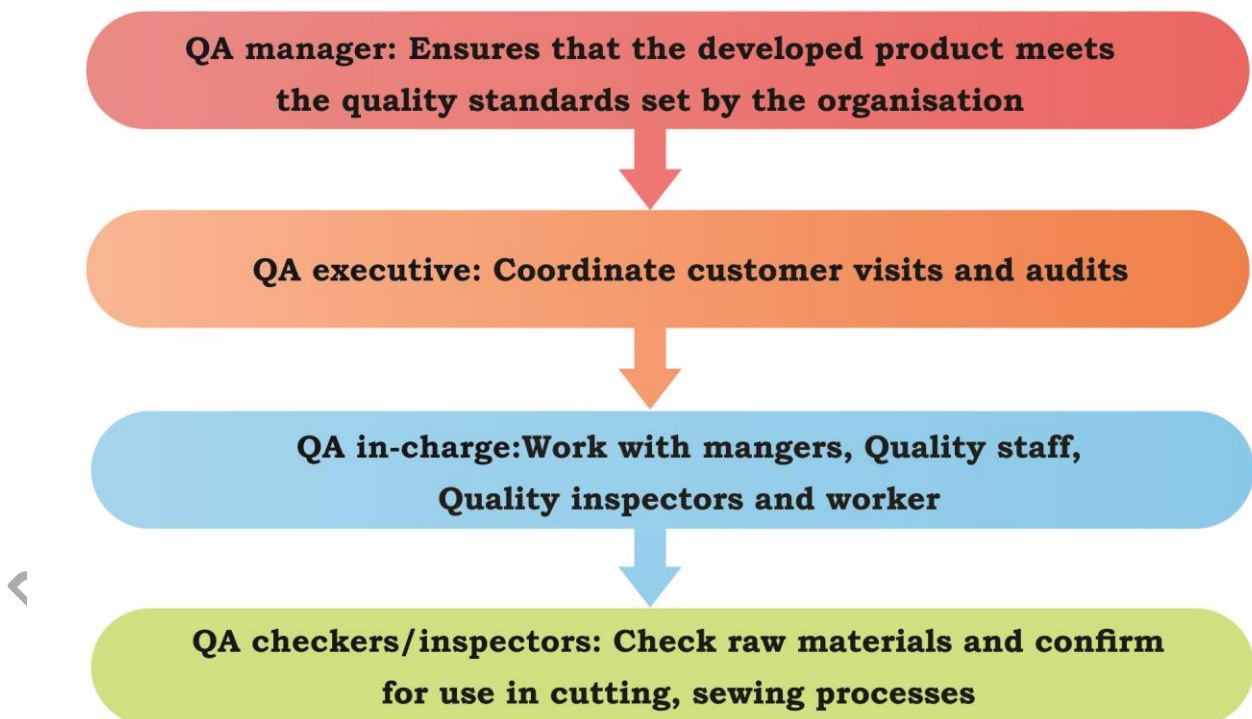 QA manager: Ensures that the developed product meets
the quality standards set by the organisation
QA executive: Coordinate customer visits and audits
QA in-charge:Work with mangers, Quality staff,
Quality inspectors and worker
QA checkers/inspectors: Check raw materials and confirm
for use in cutting, sewing processes